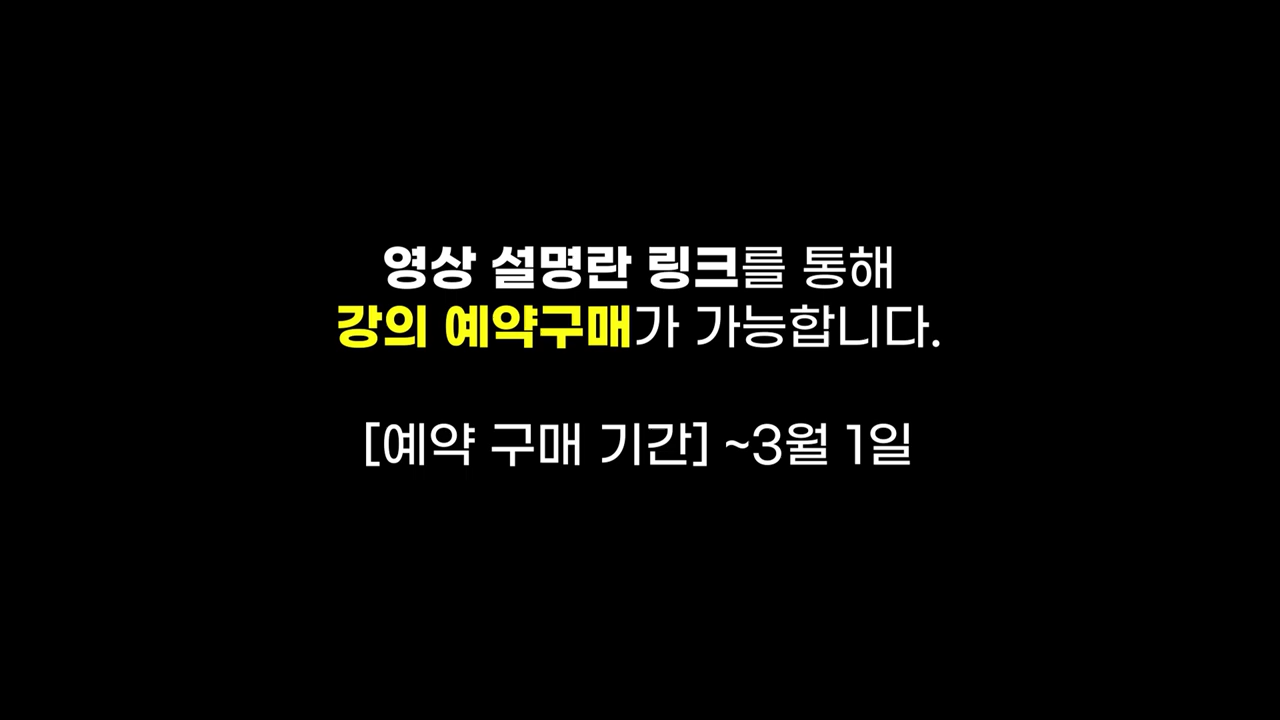 영상 설명란 링크를 통해
강의 예약구매가 가능합니다.
[예약 구매 기간] ~3월 1일